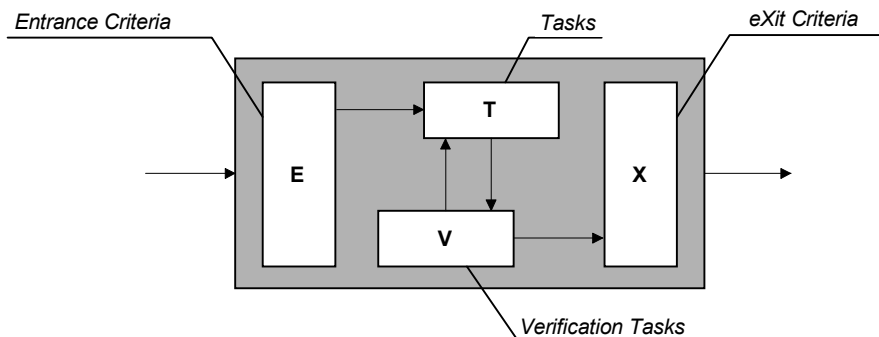 Entrance Criteria
Tasks
eXit Criteria
T
E
X
V
Verification Tasks